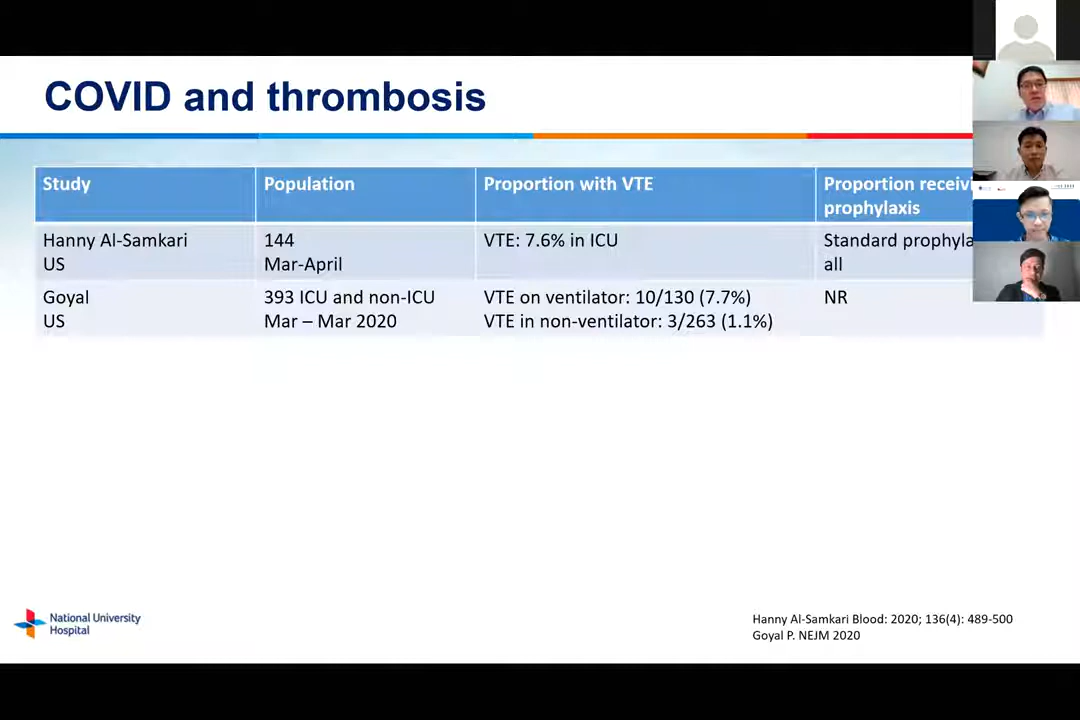 COVID and thrombosis
Study
Population
Proportion with VTE
Proportion
prophylaxis
Hanny Al-Samkari
US
144
Mar-April
VTE: 7.6% in ICU
Standard
all
Goyal
US
393 ICU and non-ICU
Mar – Mar 2020
VTE on ventilator: 10/130 (7.7%)
VTE in non-ventilator: 3/263 (1.1%)
NR
National University
Hospital
Hanny Al-Samkari Blood: 2020; 136(4): 489-500
Goyal P. NEJM 2020